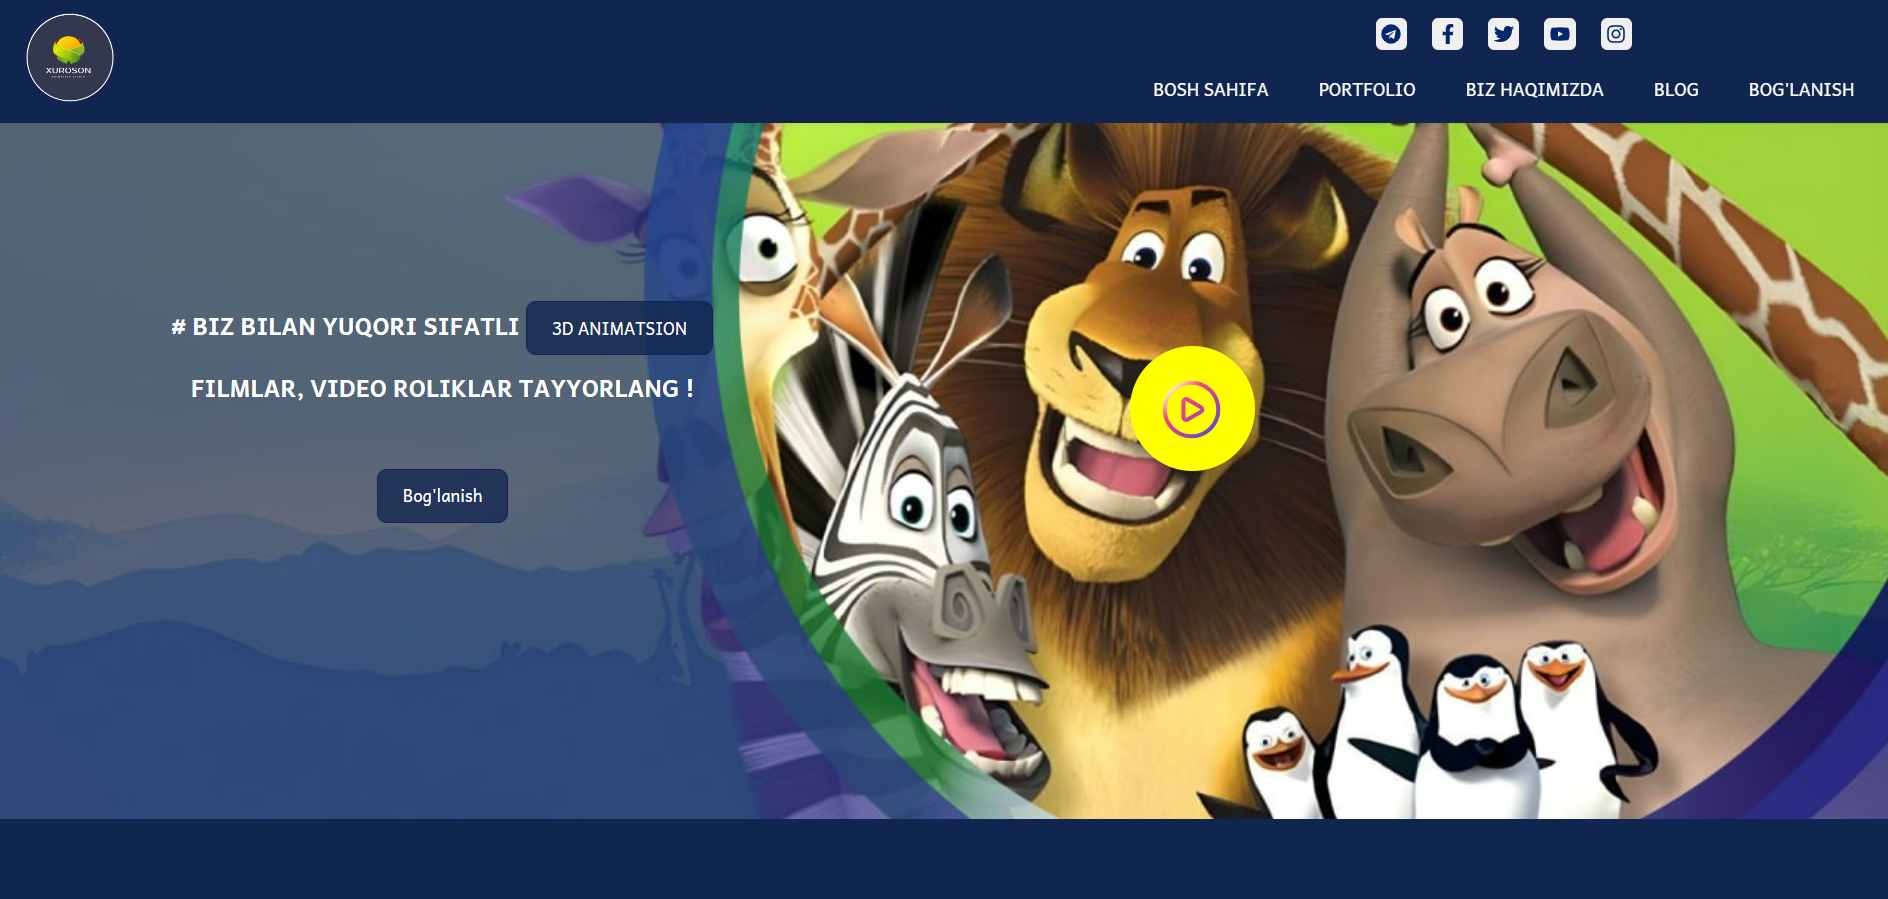 XUROSON
BOSH SAHIFA PORTFOLIO BIZ HAQIMIZDA BLOG BOG'LANISH
# BIZ BILAN YUQORI SIFATLI 3D ANIMATSION
FILMLAR, VIDEO ROLIKLAR TAYYORLANG !
Bog'lanish